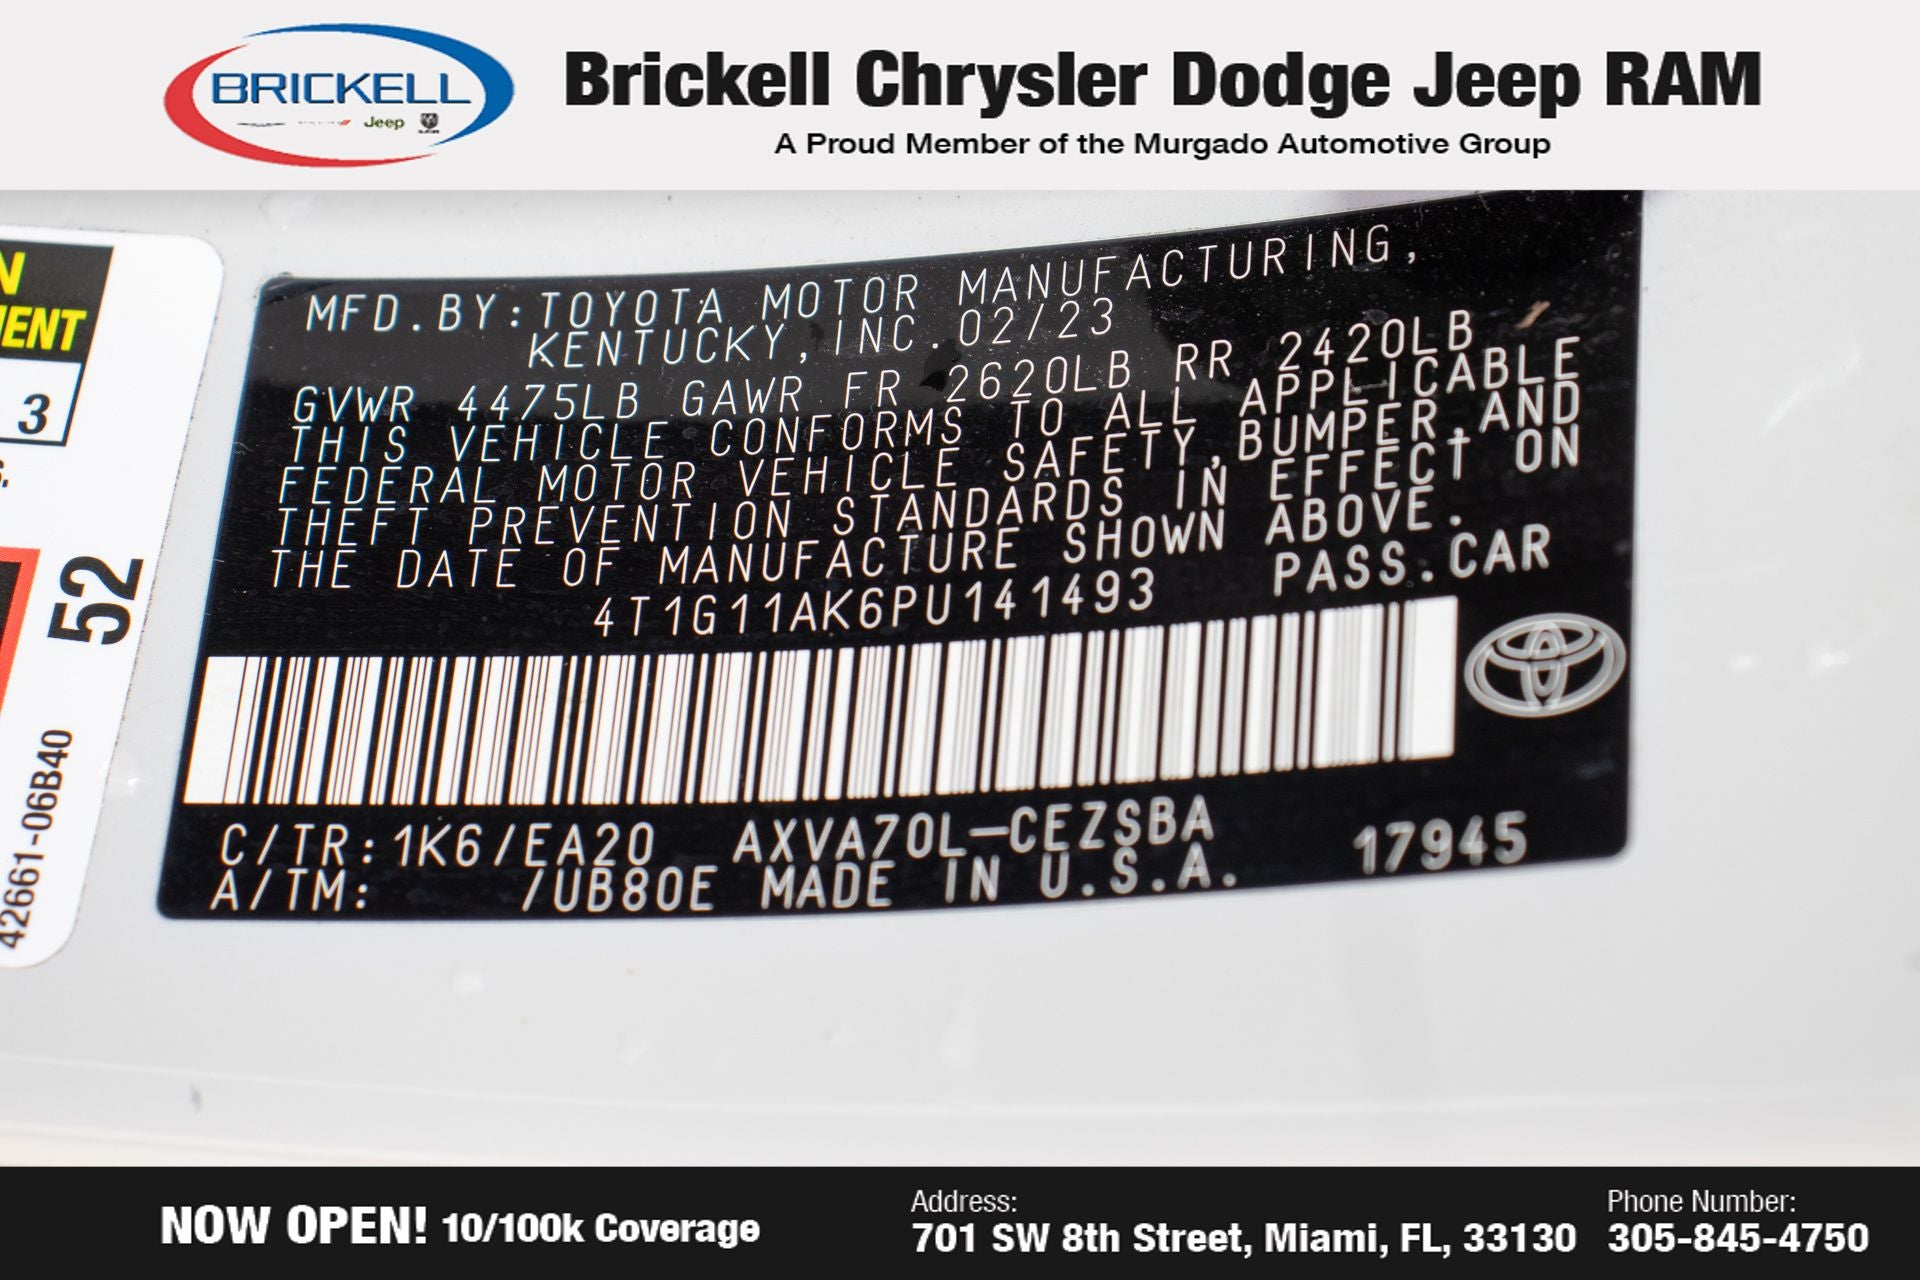 BRICKELL
Jeep
RAM
Brickell Chrysler Dodge Jeep RAM
A Proud Member of the Murgado Automotive Group
N
MENT
3
52
42661-06B40
MFD.BY:TOYOTA MOTOR MANUFACTURING,
KENTUCKY,INC.02/23
GVWR 4475LB GAWR FR 2620LB RR 2420LB
THIS VEHICLE CONFORMS TO ALL APPLICABLE
FEDERAL MOTOR VEHICLE SAFETY,BUMPER,AND
THEFT PREVENTION STANDARDS IN EFFECT ON
THE DATE OF MANUFACTURE SHOWN ABOVE.
4T1G11AK6PU141493 PASS.CAR
C/TR:1K6/EA20 AXVA70L-CEZSBA 17945
A/TM: /UB80E MADE IN U.S.A.
NOW OPEN! 10/100k Coverage
Address:
701 SW 8th Street, Miami, FL, 33130
Phone Number:
305-845-4750